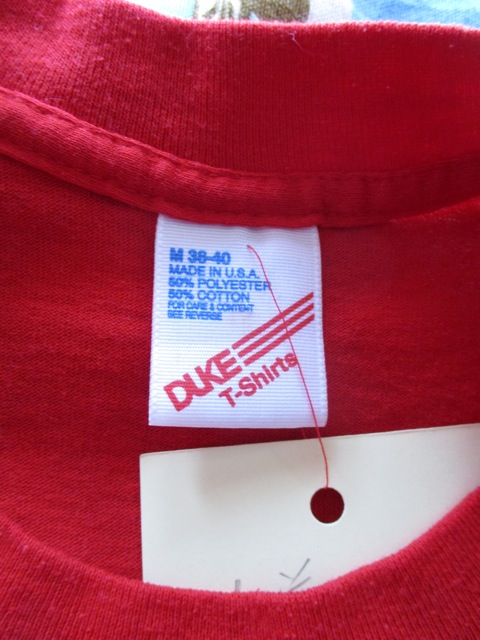 M 38-40
MADE IN U.S.A.
50% POLYESTER
50% COTTON
FOR CARE & CONTENT
SEE REVERSE
DUKE
T-Shirts